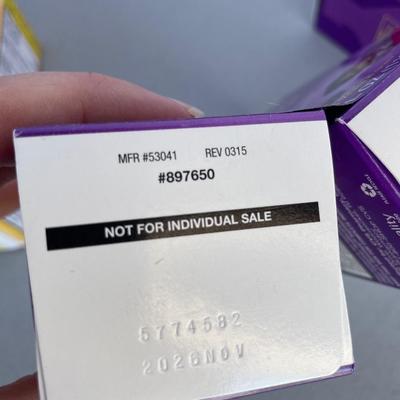 MFR #53041 REV 0315
#897650
NOT FOR INDIVIDUAL SALE
5774582
2026NOV